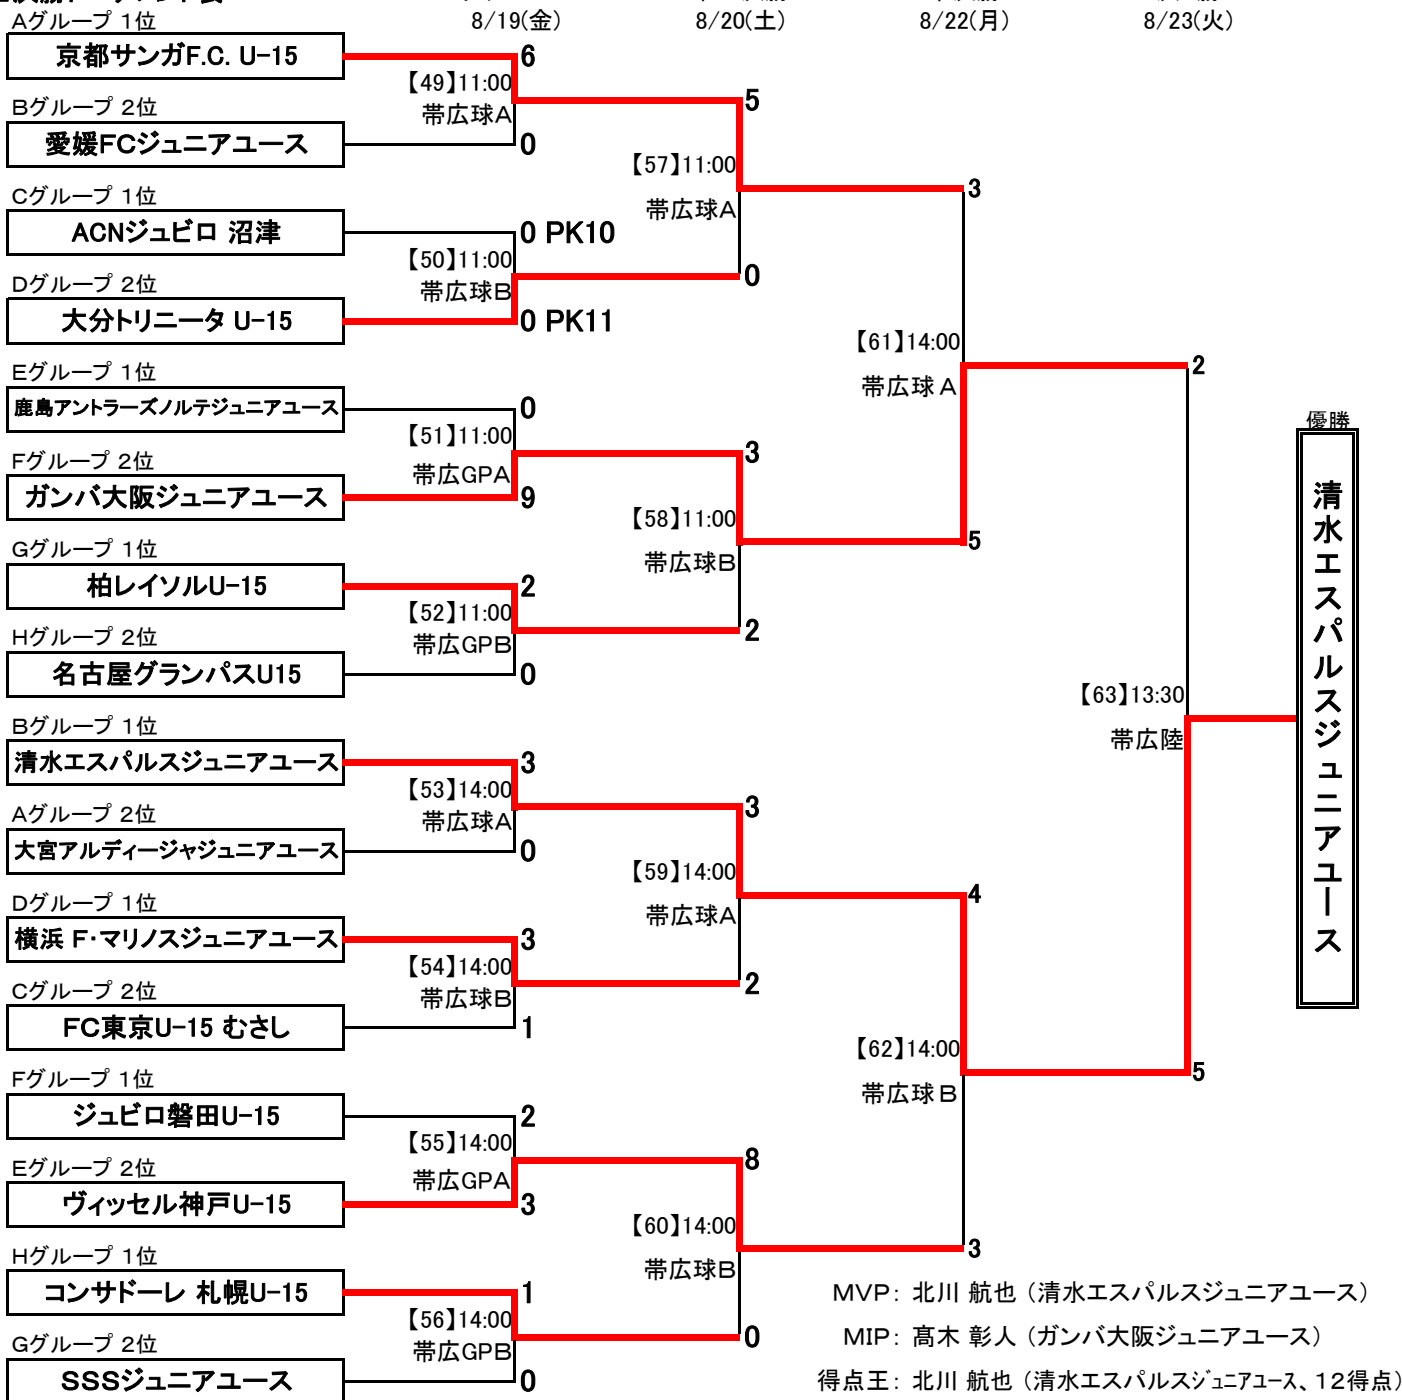 8/19(金) 8/20(土) 8/22(月) 8/23(火)
Aグループ 1位
京都サンガF.C. U-15
6
【49】11:00
帯広球A
Bグループ 2位
愛媛FCジュニアユース
0
5
【57】11:00
帯広球A
Cグループ 1位
ACNジュビロ 沼津
0 PK10
【50】11:00
帯広球B
Dグループ 2位
大分トリニータ U-15
0 PK11
0
3
【61】14:00
帯広球A
Eグループ 1位
鹿島アントラーズノルテジュニアユース
0
【51】11:00
帯広GPA
Fグループ 2位
ガンバ大阪ジュニアユース
9
3
【58】11:00
帯広球B
5
Gグループ 1位
柏レイソルU-15
2
【52】11:00
帯広GPB
Hグループ 2位
名古屋グランパスU15
0
2
2
【63】13:30
帯広陸
優勝
清水エスパルスジュニアユース
Bグループ 1位
清水エスパルスジュニアユース
3
【53】14:00
帯広球A
Aグループ 2位
大宮アルディージャジュニアユース
0
3
【59】14:00
帯広球A
4
Dグループ 1位
横浜 F・マリノスジュニアユース
3
【54】14:00
帯広球B
Cグループ 2位
FC東京U-15 むさし
1
2
【62】14:00
帯広球B
5
Fグループ 1位
ジュビロ磐田U-15
2
【55】14:00
帯広GPA
Eグループ 2位
ヴィッセル神戸U-15
3
8
【60】14:00
帯広球B
3
Hグループ 1位
コンサドーレ 札幌U-15
1
【56】14:00
帯広GPB
Gグループ 2位
SSSジュニアユース
0
0
MVP: 北川 航也 (清水エスパルスジュニアユース)
MIP: 髙木 彰人 (ガンバ大阪ジュニアユース)
得点王: 北川 航也 (清水エスパルスジュニアユース、12得点)